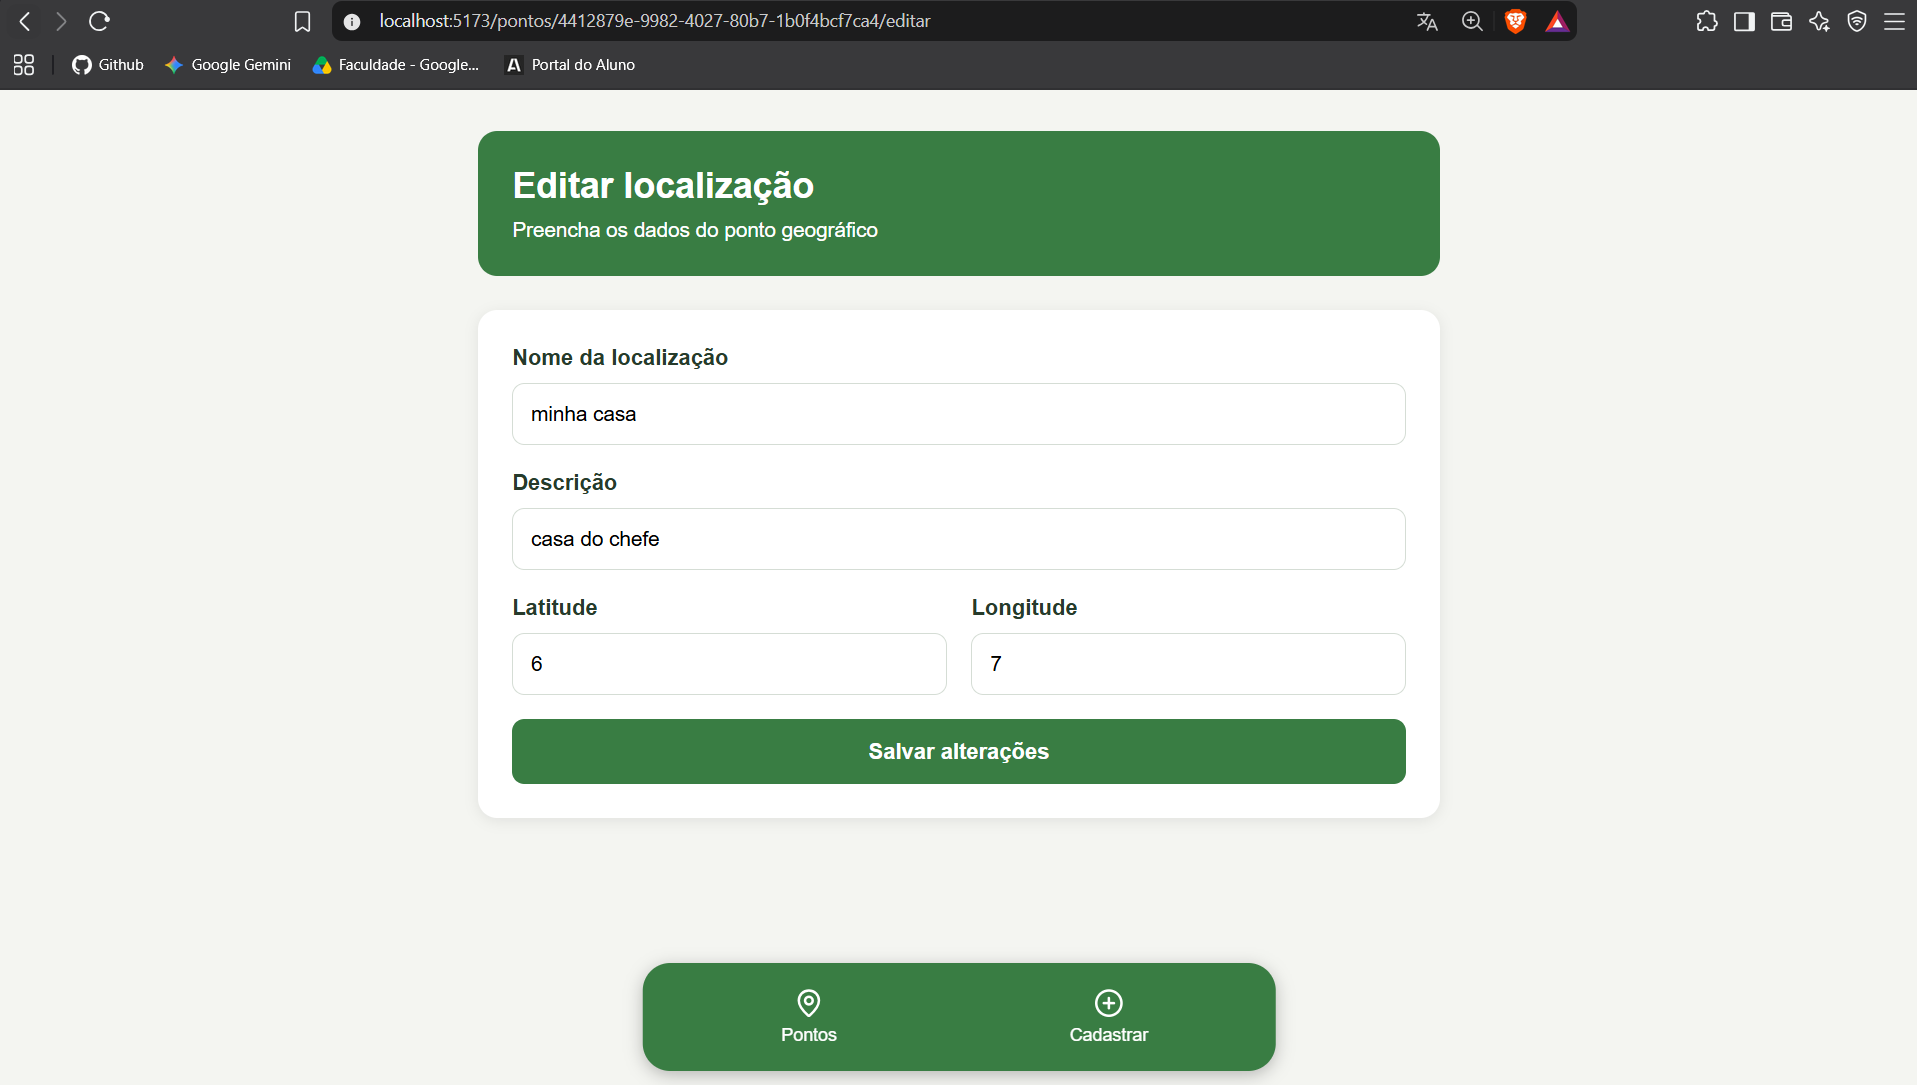 localhost:5173/pontos/4412879e-9982-4027-80b7-1b0f4bcf7ca4/editar
Github Google Gemini Faculdade - Google... Portal do Aluno
Editar localização
Preencha os dados do ponto geográfico
Nome da localização
minha casa
Descrição
casa do chefe
Latitude Longitude
6 7
Salvar alterações
Pontos Cadastrar